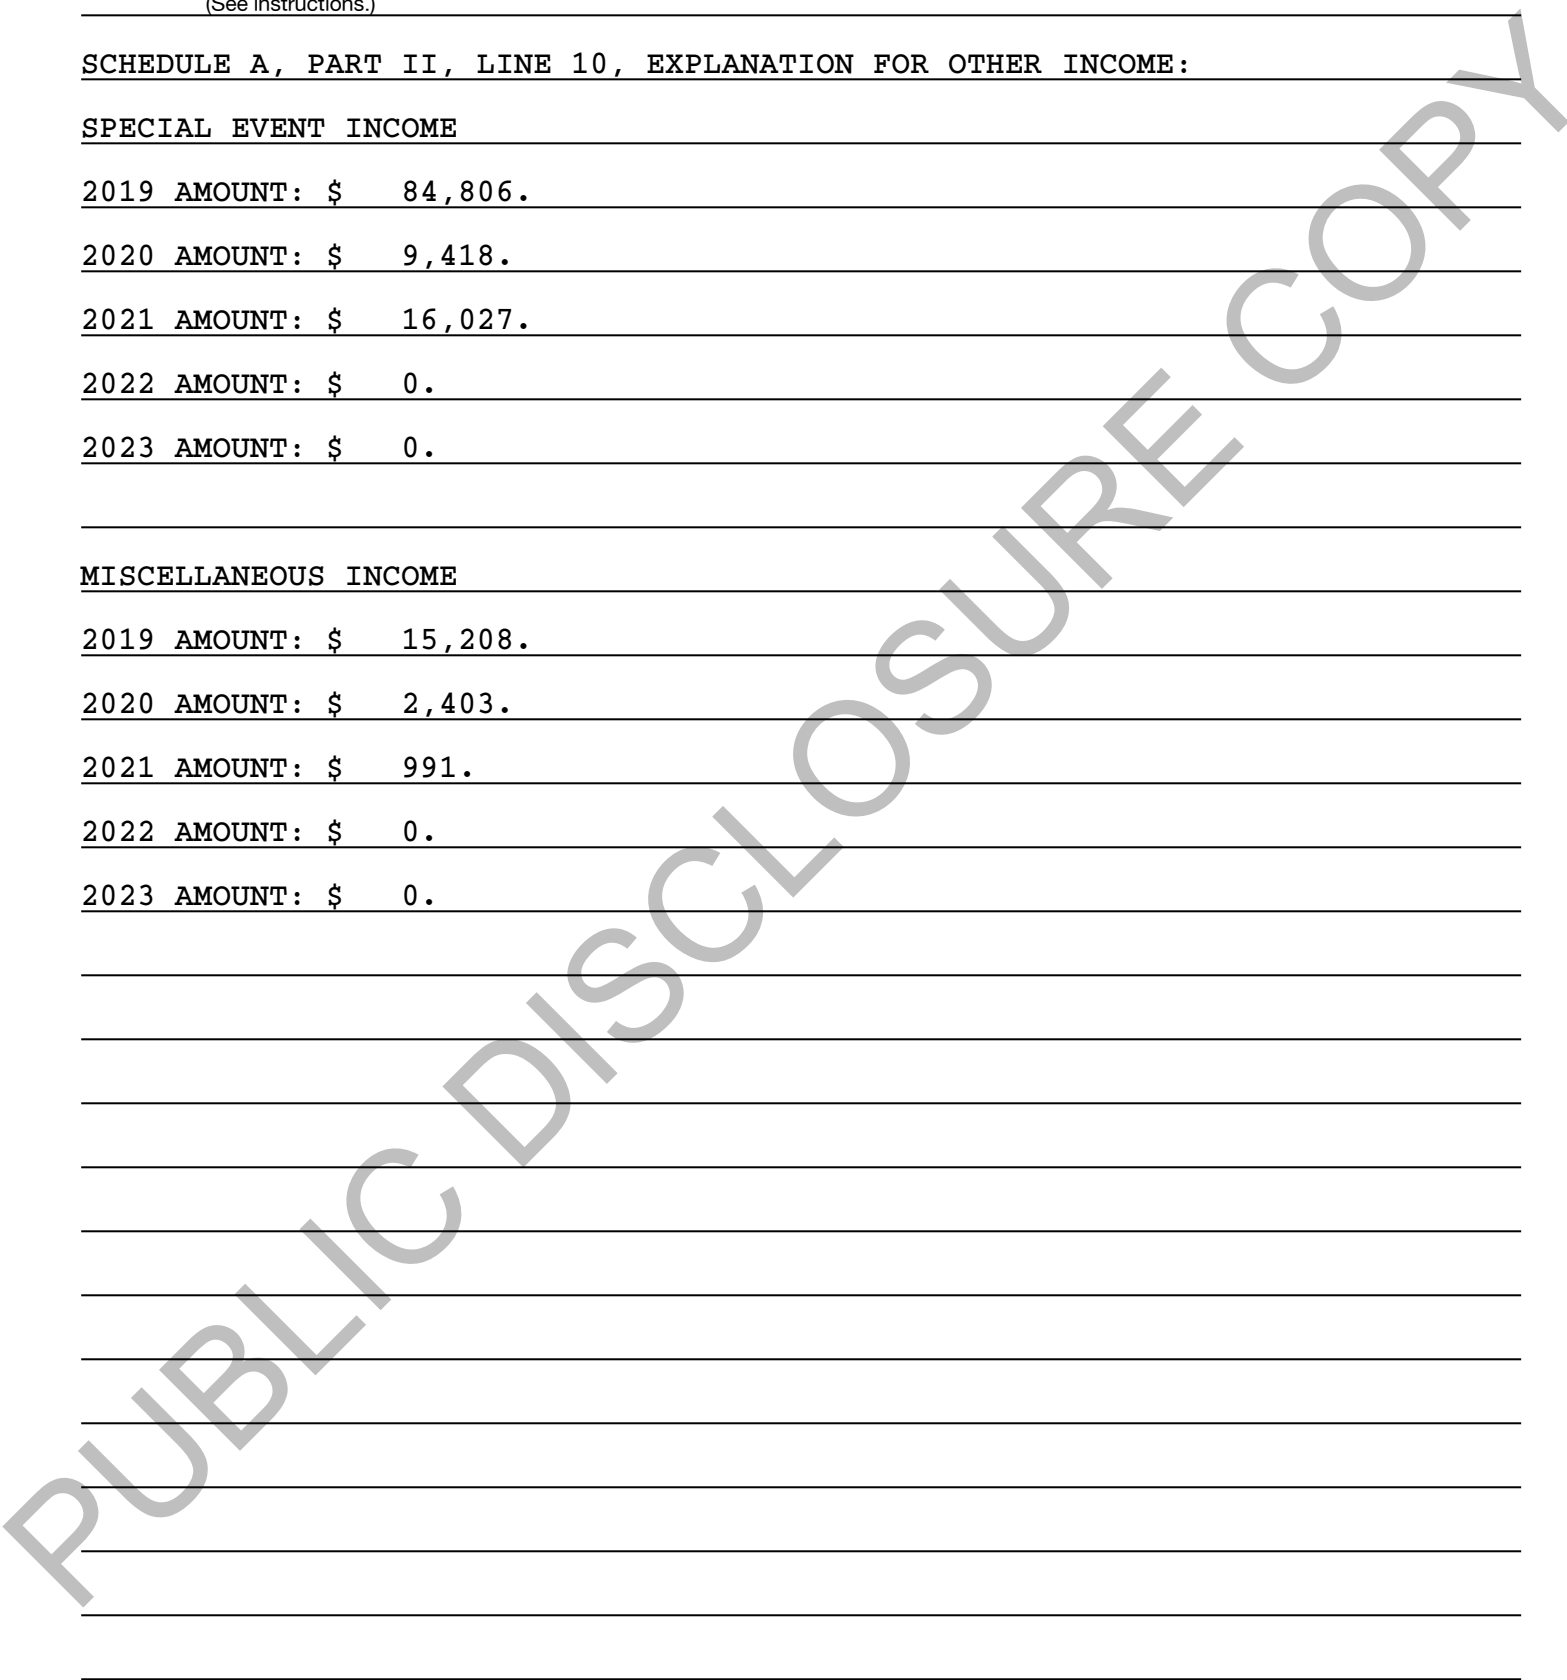 (See instructions.)
SCHEDULE A, PART II, LINE 10, EXPLANATION FOR OTHER INCOME:
SPECIAL EVENT INCOME
2019 AMOUNT: $ 84,806.
2020 AMOUNT: $ 9,418.
2021 AMOUNT: $ 16,027.
2022 AMOUNT: $ 0.
2023 AMOUNT: $ 0.
MISCELLANEOUS INCOME
2019 AMOUNT: $ 15,208.
2020 AMOUNT: $ 2,403.
2021 AMOUNT: $ 991.
2022 AMOUNT: $ 0.
2023 AMOUNT: $ 0.
PUBLIC DISCLOSURE COPY